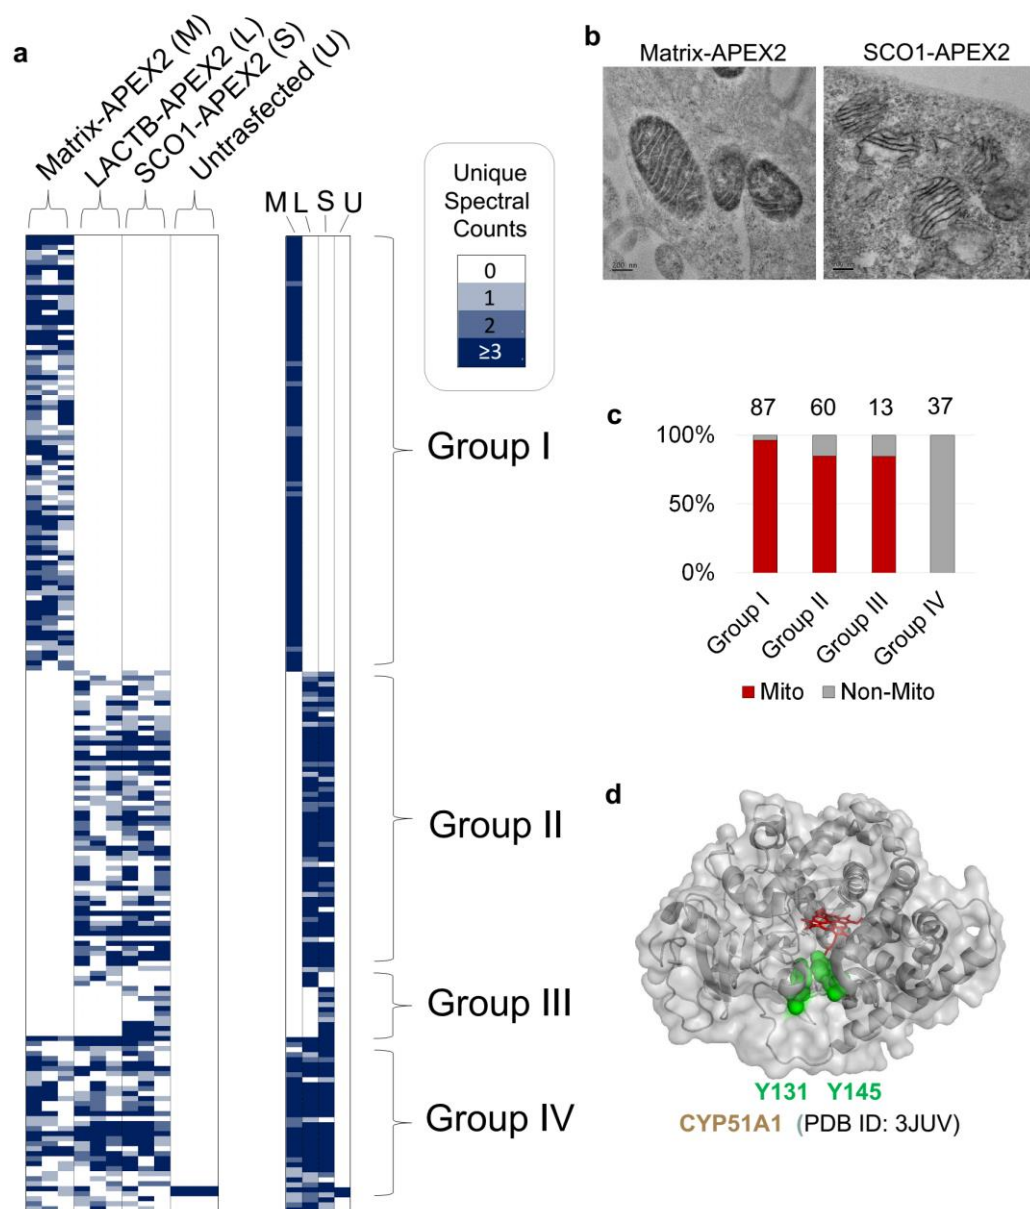 a
Matrix-APEX2 (M)
LACTB-APEX2 (L)
SCO1-APEX2 (S)
Untrasfected (U)
M L S U
Unique
Spectral
Counts
0
1
2
≥3
Group I
Group II
Group III
Group IV
b
Matrix-APEX2 SCO1-APEX2
c
87 60 13 37
100%
50%
0%
Group I
Group II
Group III
Group IV
Mito Non-Mito
d
Y131 Y145
CYP51A1 (PDB ID: 3JUV)